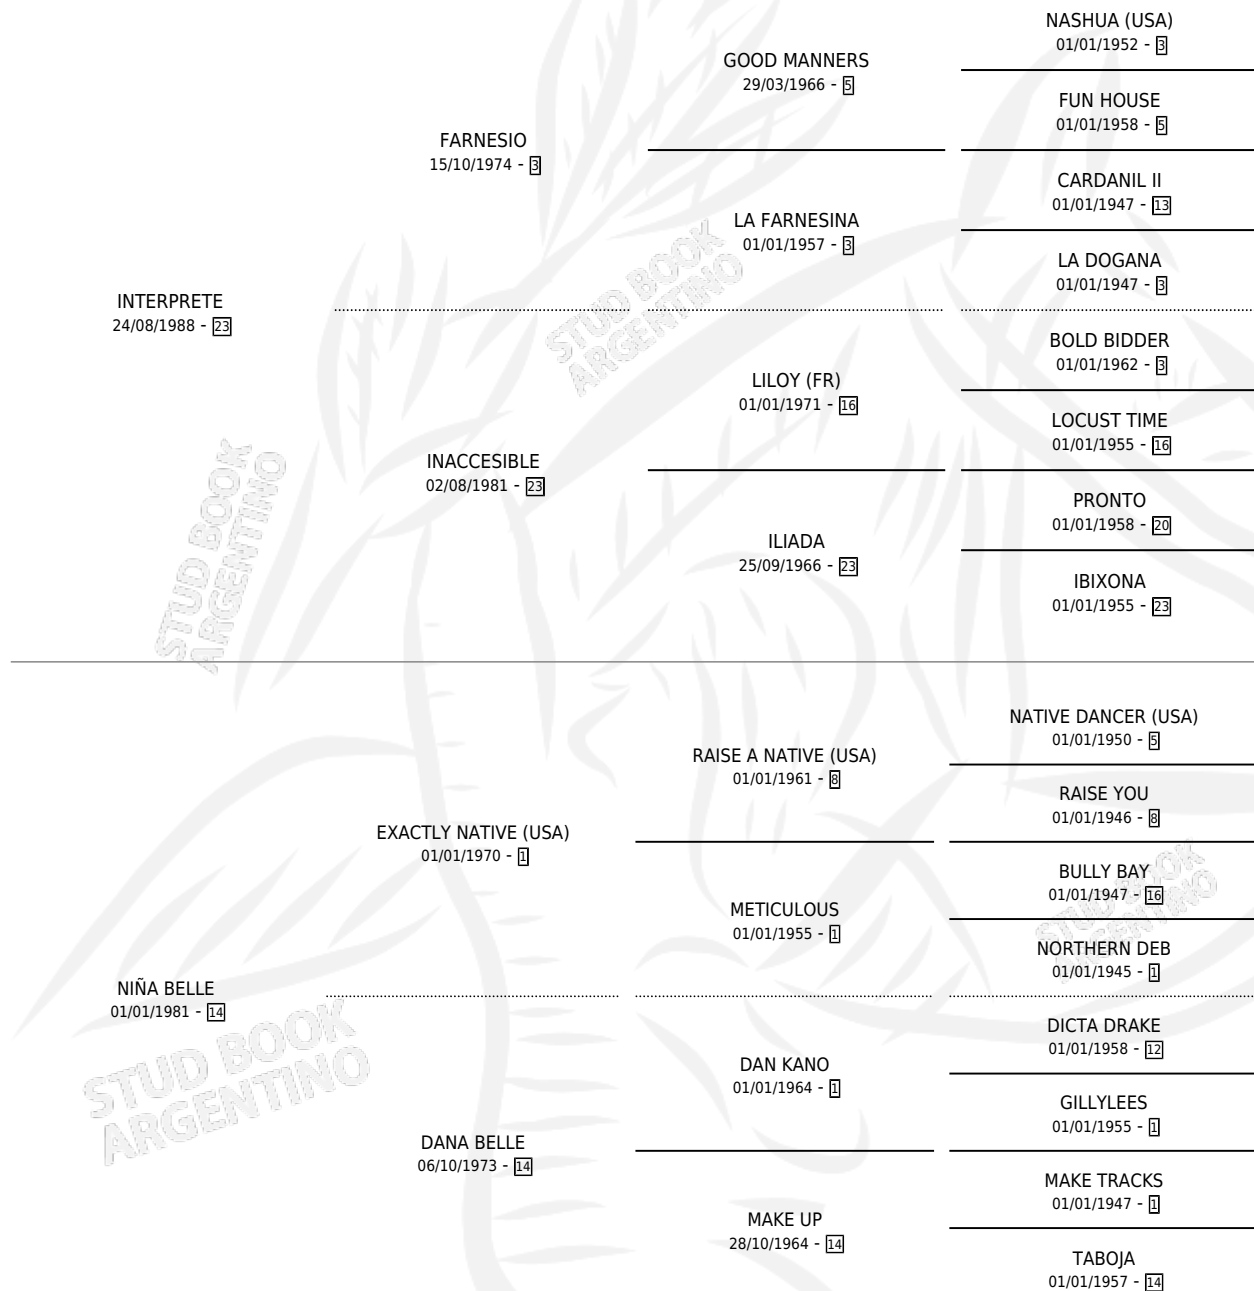 NASHUA (USA)
01/01/1952 - 3
GOOD MANNERS
29/03/1966 - 5
FUN HOUSE
01/01/1958 - 5
FARNESIO
15/10/1974 - 3
CARDANIL II
01/01/1947 - 13
LA FARNESINA
01/01/1957 - 3
LA DOGANA
01/01/1947 - 3
INTERPRETE
24/08/1988 - 23
BOLD BIDDER
01/01/1962 - 3
LILOY (FR)
01/01/1971 - 16
LOCUST TIME
01/01/1955 - 16
INACCESIBLE
02/08/1981 - 23
PRONTO
01/01/1958 - 20
ILIADA
25/09/1966 - 23
IBIXONA
01/01/1955 - 23
STUD BOOK
ARGENTINO
STUD BOOK
ARGENTINO
NATIVE DANCER (USA)
01/01/1950 - 5
RAISE A NATIVE (USA)
01/01/1961 - 8
RAISE YOU
01/01/1946 - 8
EXACTLY NATIVE (USA)
01/01/1970 - 1
BULLY BAY
01/01/1947 - 16
METICULOUS
01/01/1955 - 1
NORTHERN DEB
01/01/1945 - 1
NIÑA BELLE
01/01/1981 - 14
DICTA DRAKE
01/01/1958 - 12
DAN KANO
01/01/1964 - 1
GILLYLEES
01/01/1955 - 1
DANA BELLE
06/10/1973 - 14
MAKE TRACKS
01/01/1947 - 1
MAKE UP
28/10/1964 - 14
TABOJA
01/01/1957 - 14
STUD BOOK
ARGENTINO
STUD BOOK
ARGENTINO